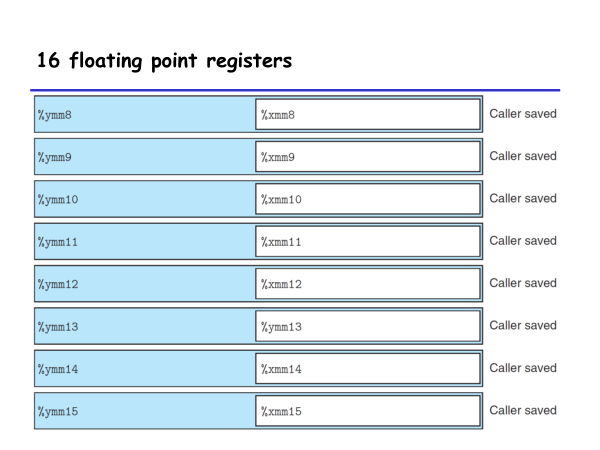 16 floating point registers
%ymm8 %xmm8 Caller saved
%ymm9 %xmm9 Caller saved
%ymm10 %xmm10 Caller saved
%ymm11 %xmm11 Caller saved
%ymm12 %xmm12 Caller saved
%ymm13 %ymm13 Caller saved
%ymm14 %xmm14 Caller saved
%ymm15 %xmm15 Caller saved